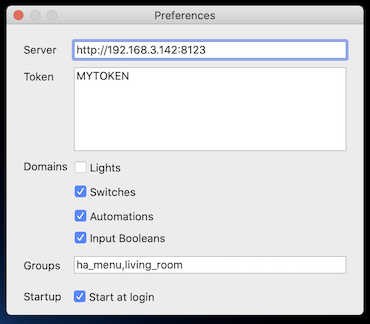 Preferences
Server http://192.168.3.142:8123
Token MYTOKEN
Domains Lights
Switches
Automations
Input Booleans
Groups ha_menu,living_room
Startup Start at login